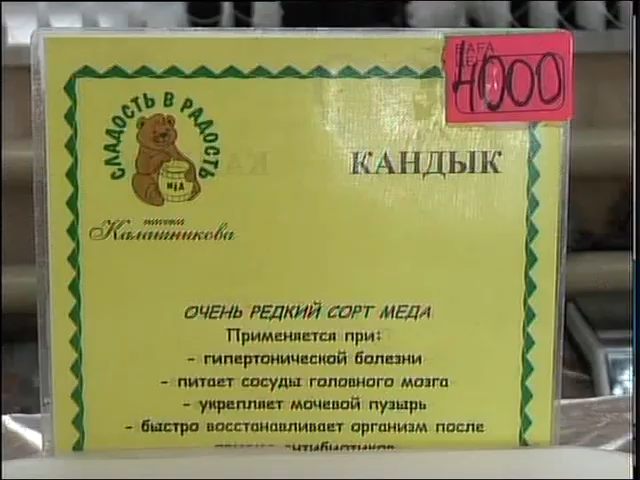 4000
СЛАДОСТЬ В РАДОСТЬ
МЁД
КАНДЫК
Калашникова
ОЧЕНЬ РЕДКИЙ СОРТ МЕДА
Применяется при:
- гипертонической болезни
- питает сосуды головного мозга
- укрепляет мочевой пузырь
- быстро восстанавливает организм после
антибиотиков